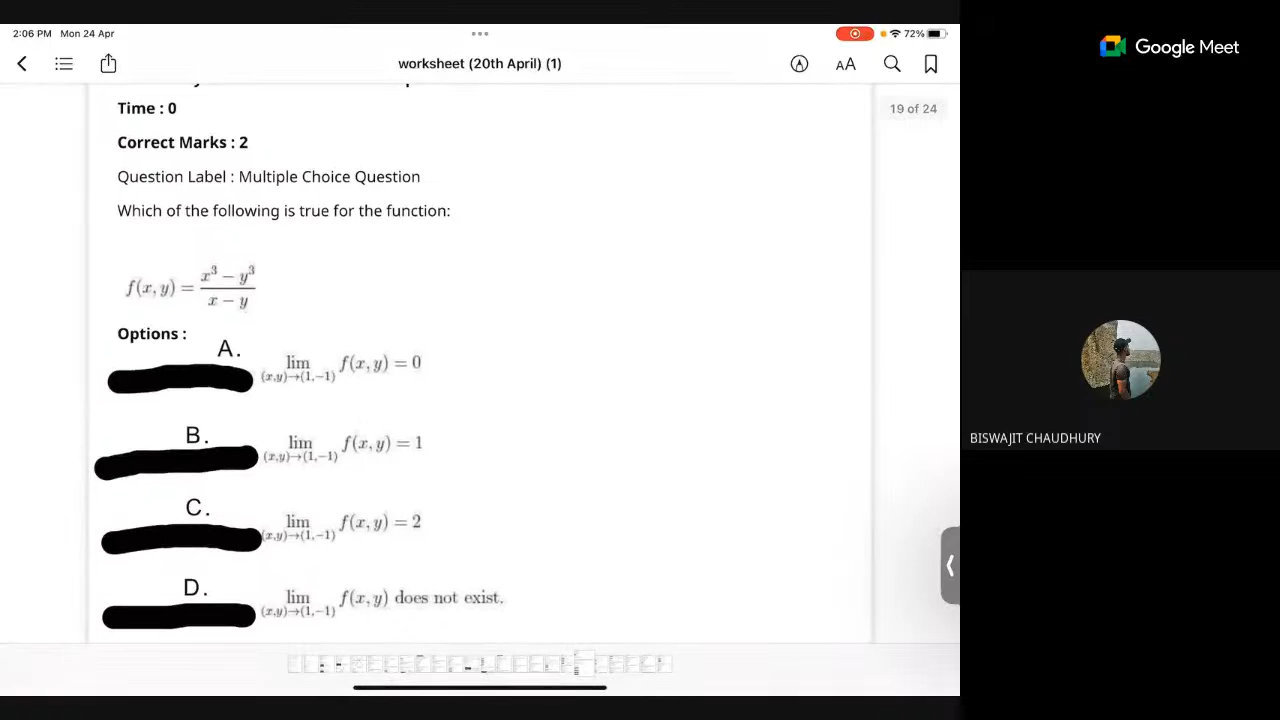 2:06 PM Mon 24 Apr
72%
worksheet (20th April) (1)
AA
Google Meet
19 of 24
Time : 0
Correct Marks : 2
Question Label : Multiple Choice Question
Which of the following is true for the function:
f(x, y) = (x³ − y³)/(x − y)
Options :
A. lim (x,y)→(1,−1) f(x, y) = 0
B. lim (x,y)→(1,−1) f(x, y) = 1
C. lim (x,y)→(1,−1) f(x, y) = 2
D. lim (x,y)→(1,−1) f(x, y) does not exist.
BISWAJIT CHAUDHURY